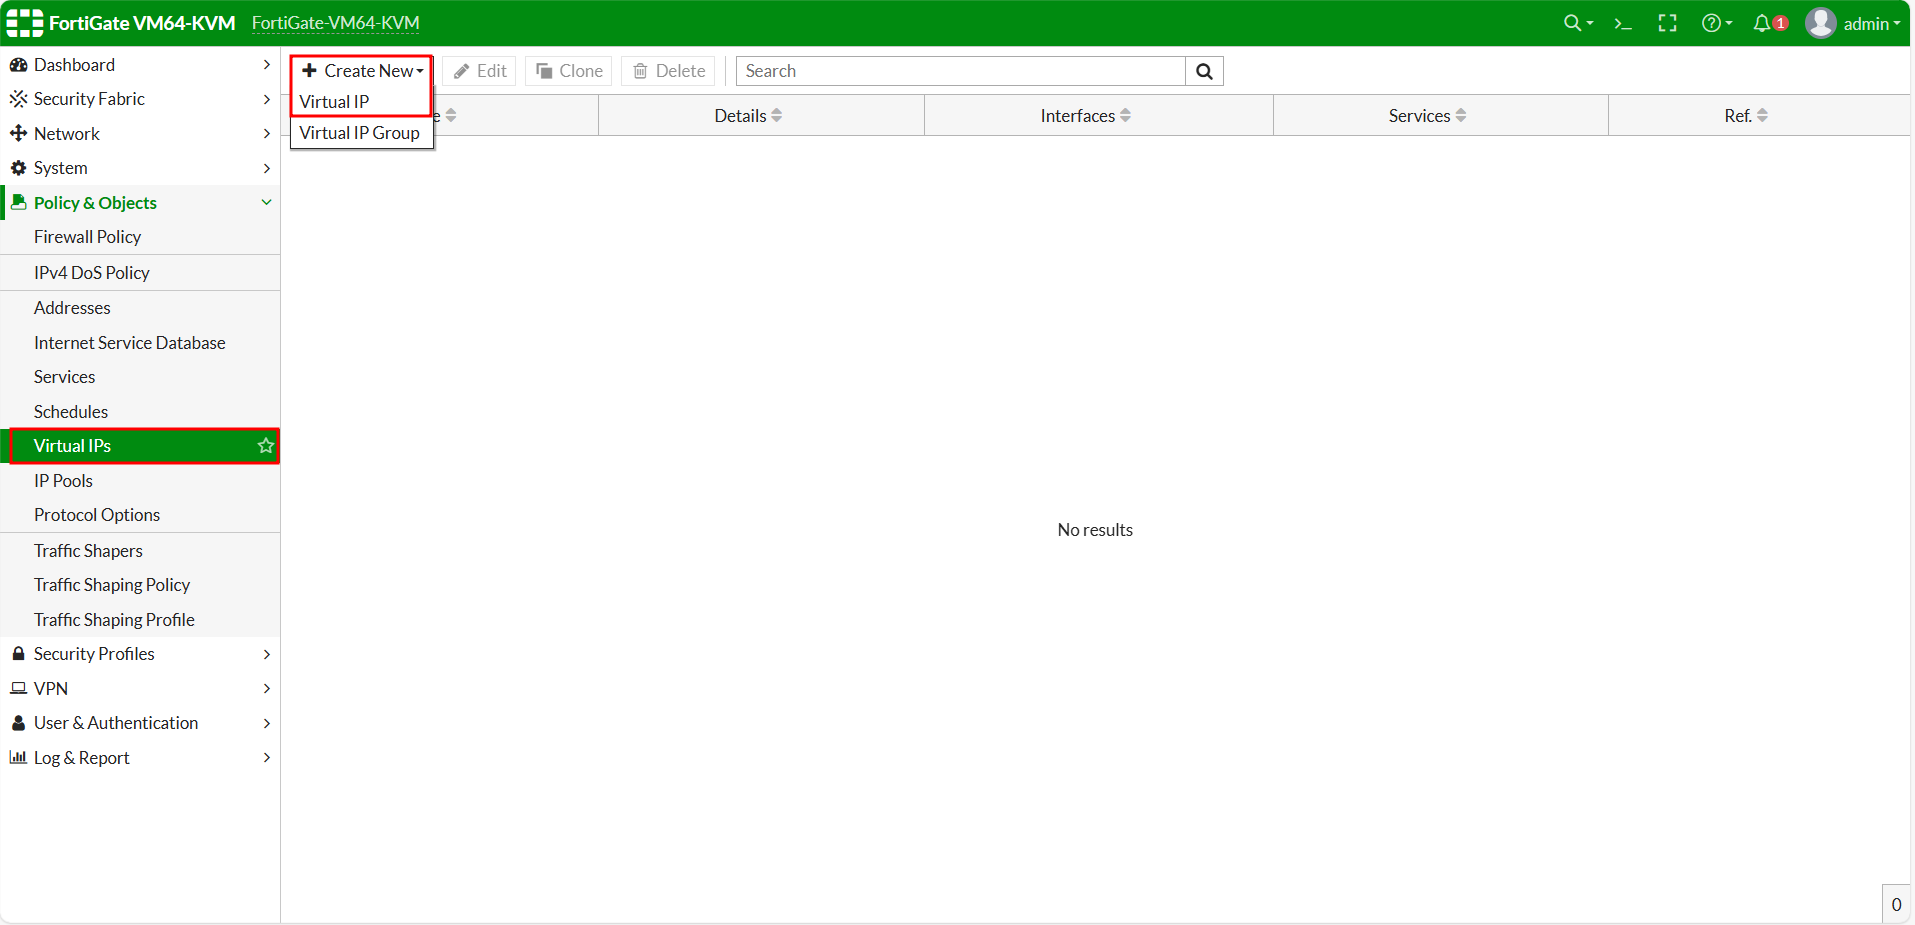 FortiGate VM64-KVM FortiGate-VM64-KVM >_ 1 admin
Dashboard
Security Fabric
Network
System
Policy & Objects
Firewall Policy
IPv4 DoS Policy
Addresses
Internet Service Database
Services
Schedules
Virtual IPs
IP Pools
Protocol Options
Traffic Shapers
Traffic Shaping Policy
Traffic Shaping Profile
Security Profiles
VPN
User & Authentication
Log & Report
+ Create New Edit Clone Delete Search
Virtual IP
Virtual IP Group
e Details Interfaces Services Ref.
No results
0